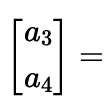 [a₃
a₄] =